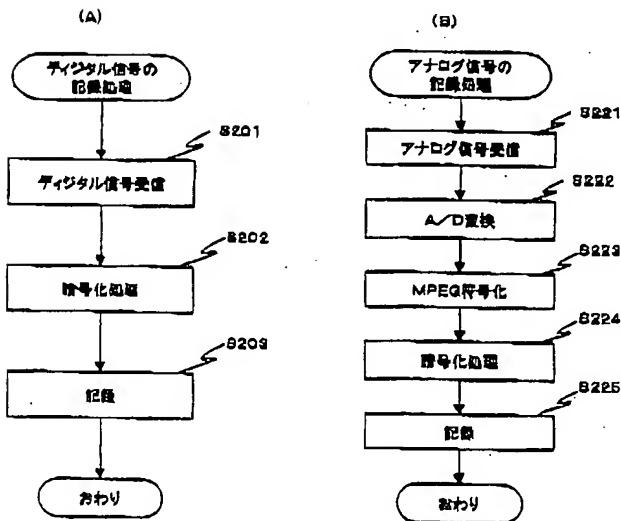 (A)
ディジタル信号の
記録処理
S201
ディジタル信号受信
S202
暗号化処理
S203
記録
おわり
(B)
アナログ信号の
記録処理
S221
アナログ信号受信
S222
A/D変換
S223
MPEG符号化
S224
暗号化処理
S225
記録
おわり